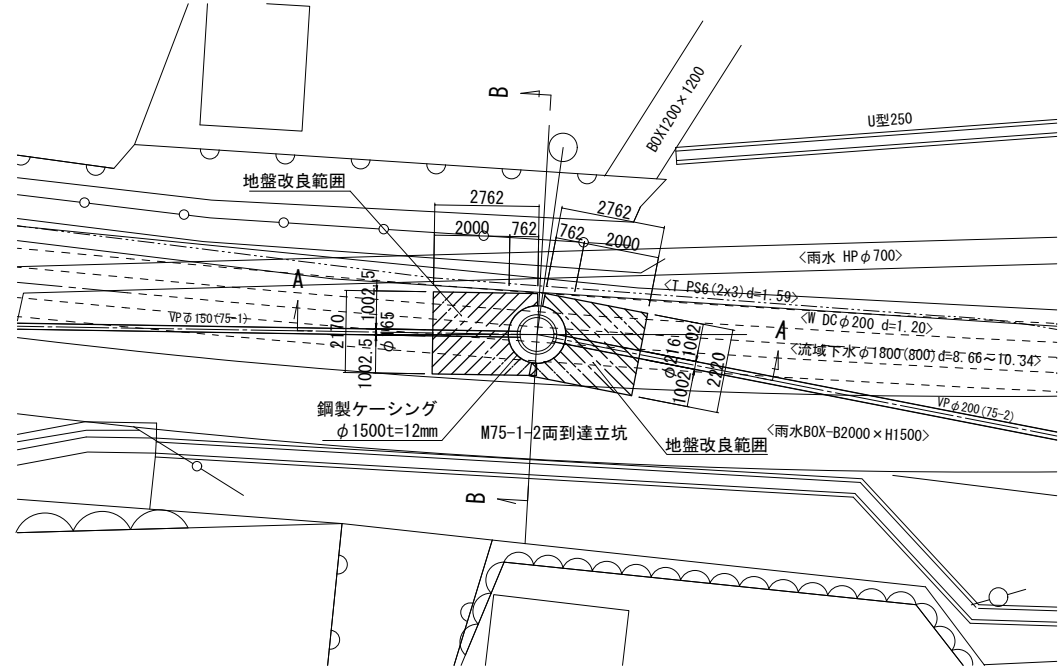 B
BOX1200×1200
U型250
地盤改良範囲
2762
2762
2000
762
762
2000
<雨水 HPφ700>
A
<T PS6(2x3)d=1.59>
VPφ150(75-1)
2170
1002.5
φ165
1002.5
<W DCφ200 d=1.20>
A
φ216
1002
1002
2220
<流域下水φ1800(800)d=8.66～10.34>
VPφ200(75-2)
鋼製ケーシング
φ1500t=12mm
M75-1-2両到達立坑
地盤改良範囲
<雨水BOX-B2000×H1500>
B